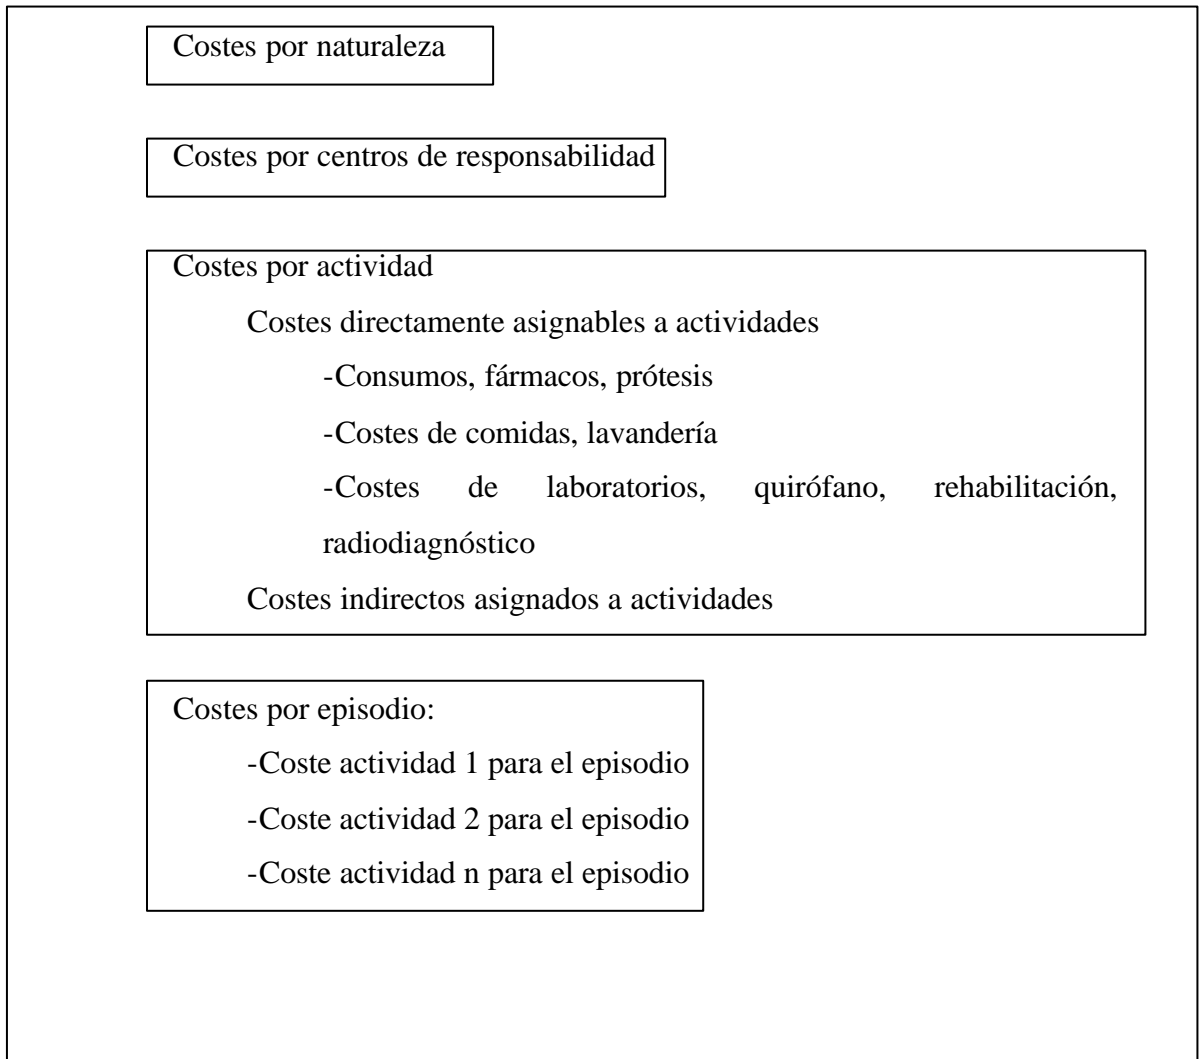 Costes por naturaleza
Costes por centros de responsabilidad
Costes por actividad
Costes directamente asignables a actividades
-Consumos, fármacos, prótesis
-Costes de comidas, lavandería
-Costes de laboratorios, quirófano, rehabilitación,
radiodiagnóstico
Costes indirectos asignados a actividades
Costes por episodio:
-Coste actividad 1 para el episodio
-Coste actividad 2 para el episodio
-Coste actividad n para el episodio